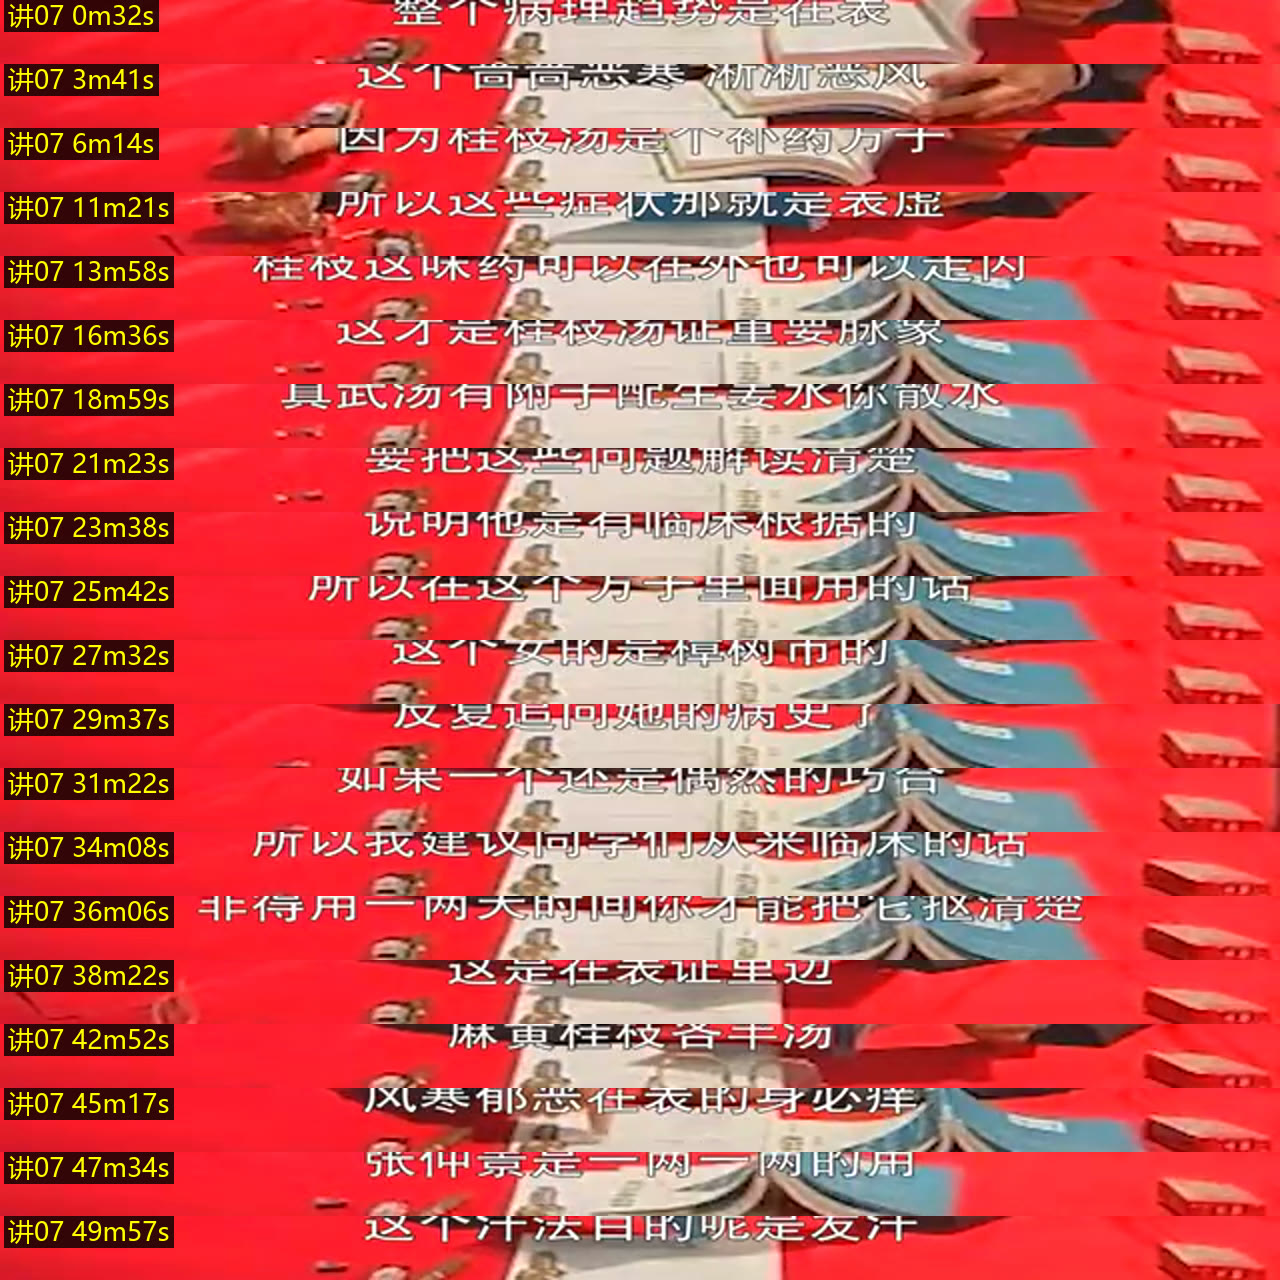 讲07 0m32s 整个病理趋势是在表
讲07 3m41s 这个啬啬恶寒 淅淅恶风
讲07 6m14s 因为桂枝汤是个补药方子
讲07 11m21s 所以这些症状那就是表虚
讲07 13m58s 桂枝这味药可以在外也可以走内
讲07 16m36s 这才是桂枝汤证重要脉象
讲07 18m59s 真武汤有附子配生姜水你散水
讲07 21m23s 要把这些问题解读清楚
讲07 23m38s 说明他是有临床根据的
讲07 25m42s 所以在这个方子里面用的话
讲07 27m32s 这个女的是樟树市的
讲07 29m37s 反复追问她的病史了
讲07 31m22s 如果一个还是偶然的巧合
讲07 34m08s 所以我建议同学们从来临床的话
讲07 36m06s 非得用一两天时间你才能把它抠清楚
讲07 38m22s 这是在表证里边
讲07 42m52s 麻黄桂枝各半汤
讲07 45m17s 风寒郁恶在表的身必痒
讲07 47m34s 张仲景是一两一两的用
讲07 49m57s 这个汗法目的呢是发汗